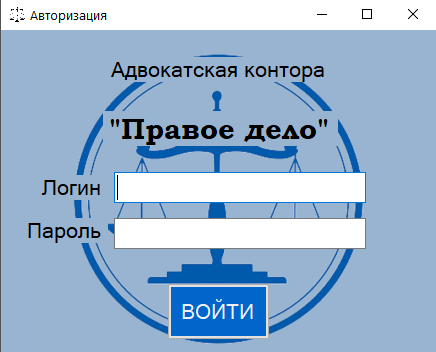 Авторизация
Адвокатская контора
"Правое дело"
Логин
Пароль
ВОЙТИ